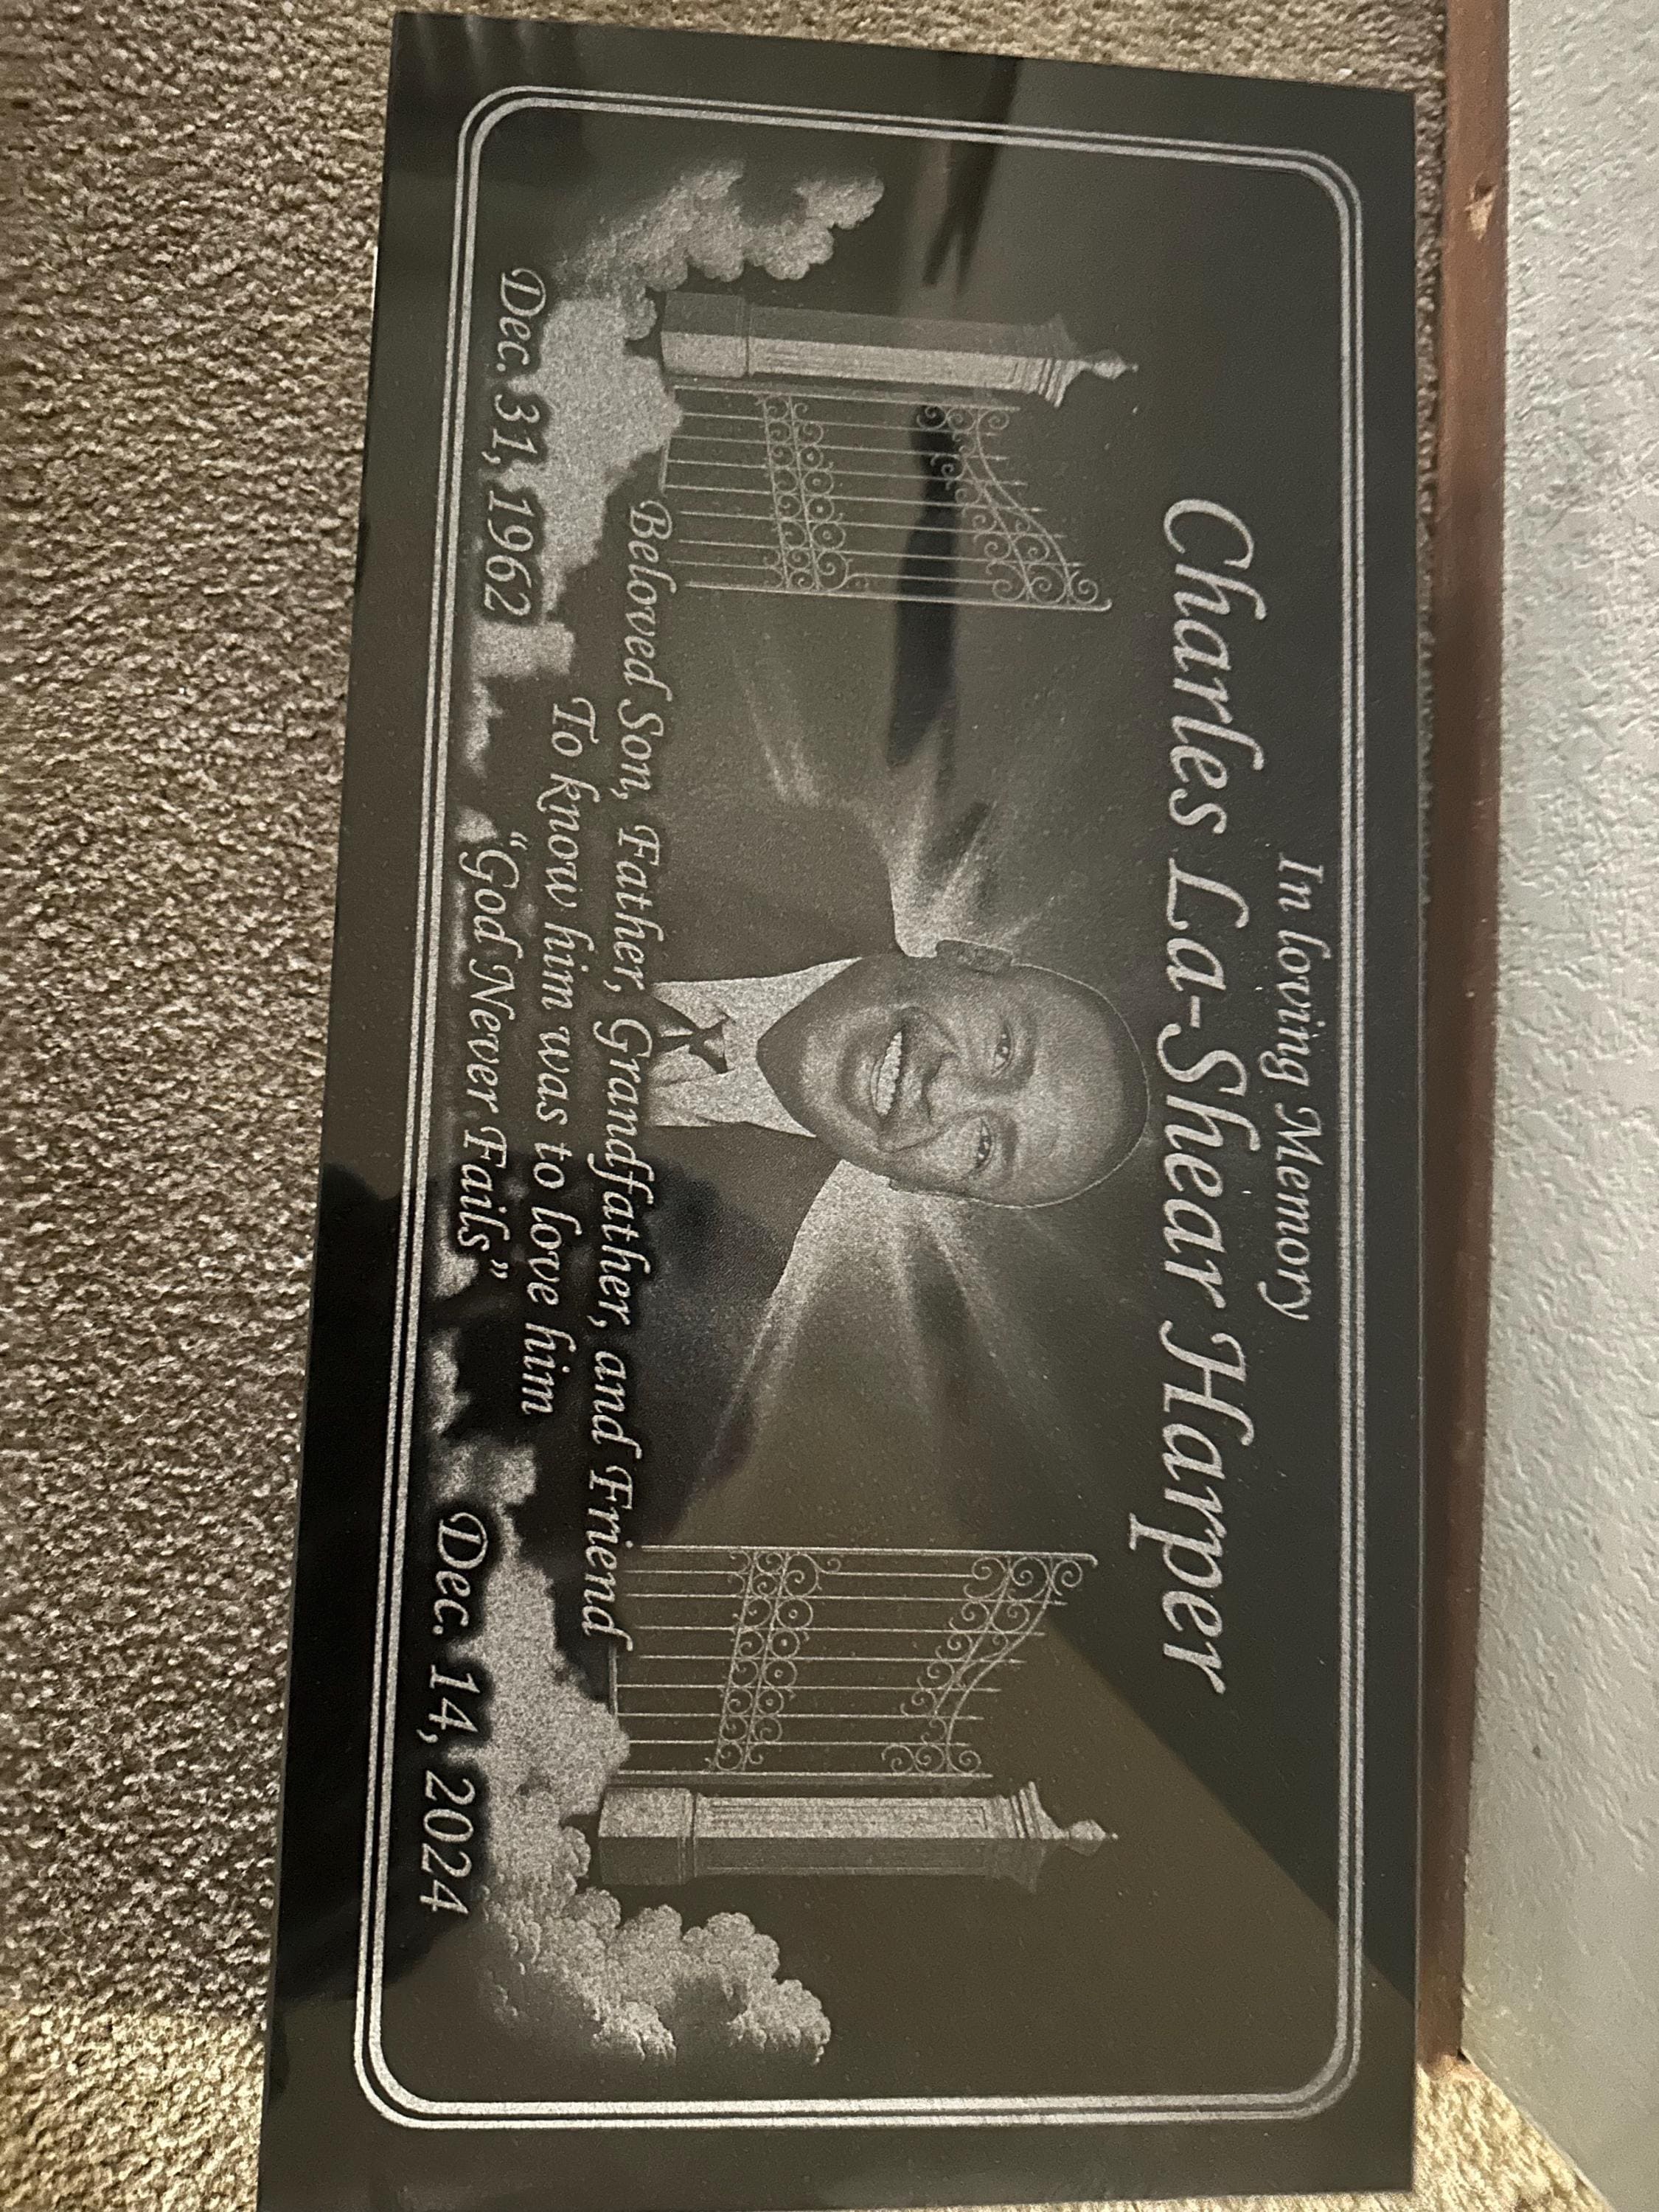 In loving Memory
Charles La-Shear Harper
Beloved Son, Father, Grandfather, and Friend
To know him was to love him
"God Never Fails"
Dec. 31, 1962
Dec. 14, 2024